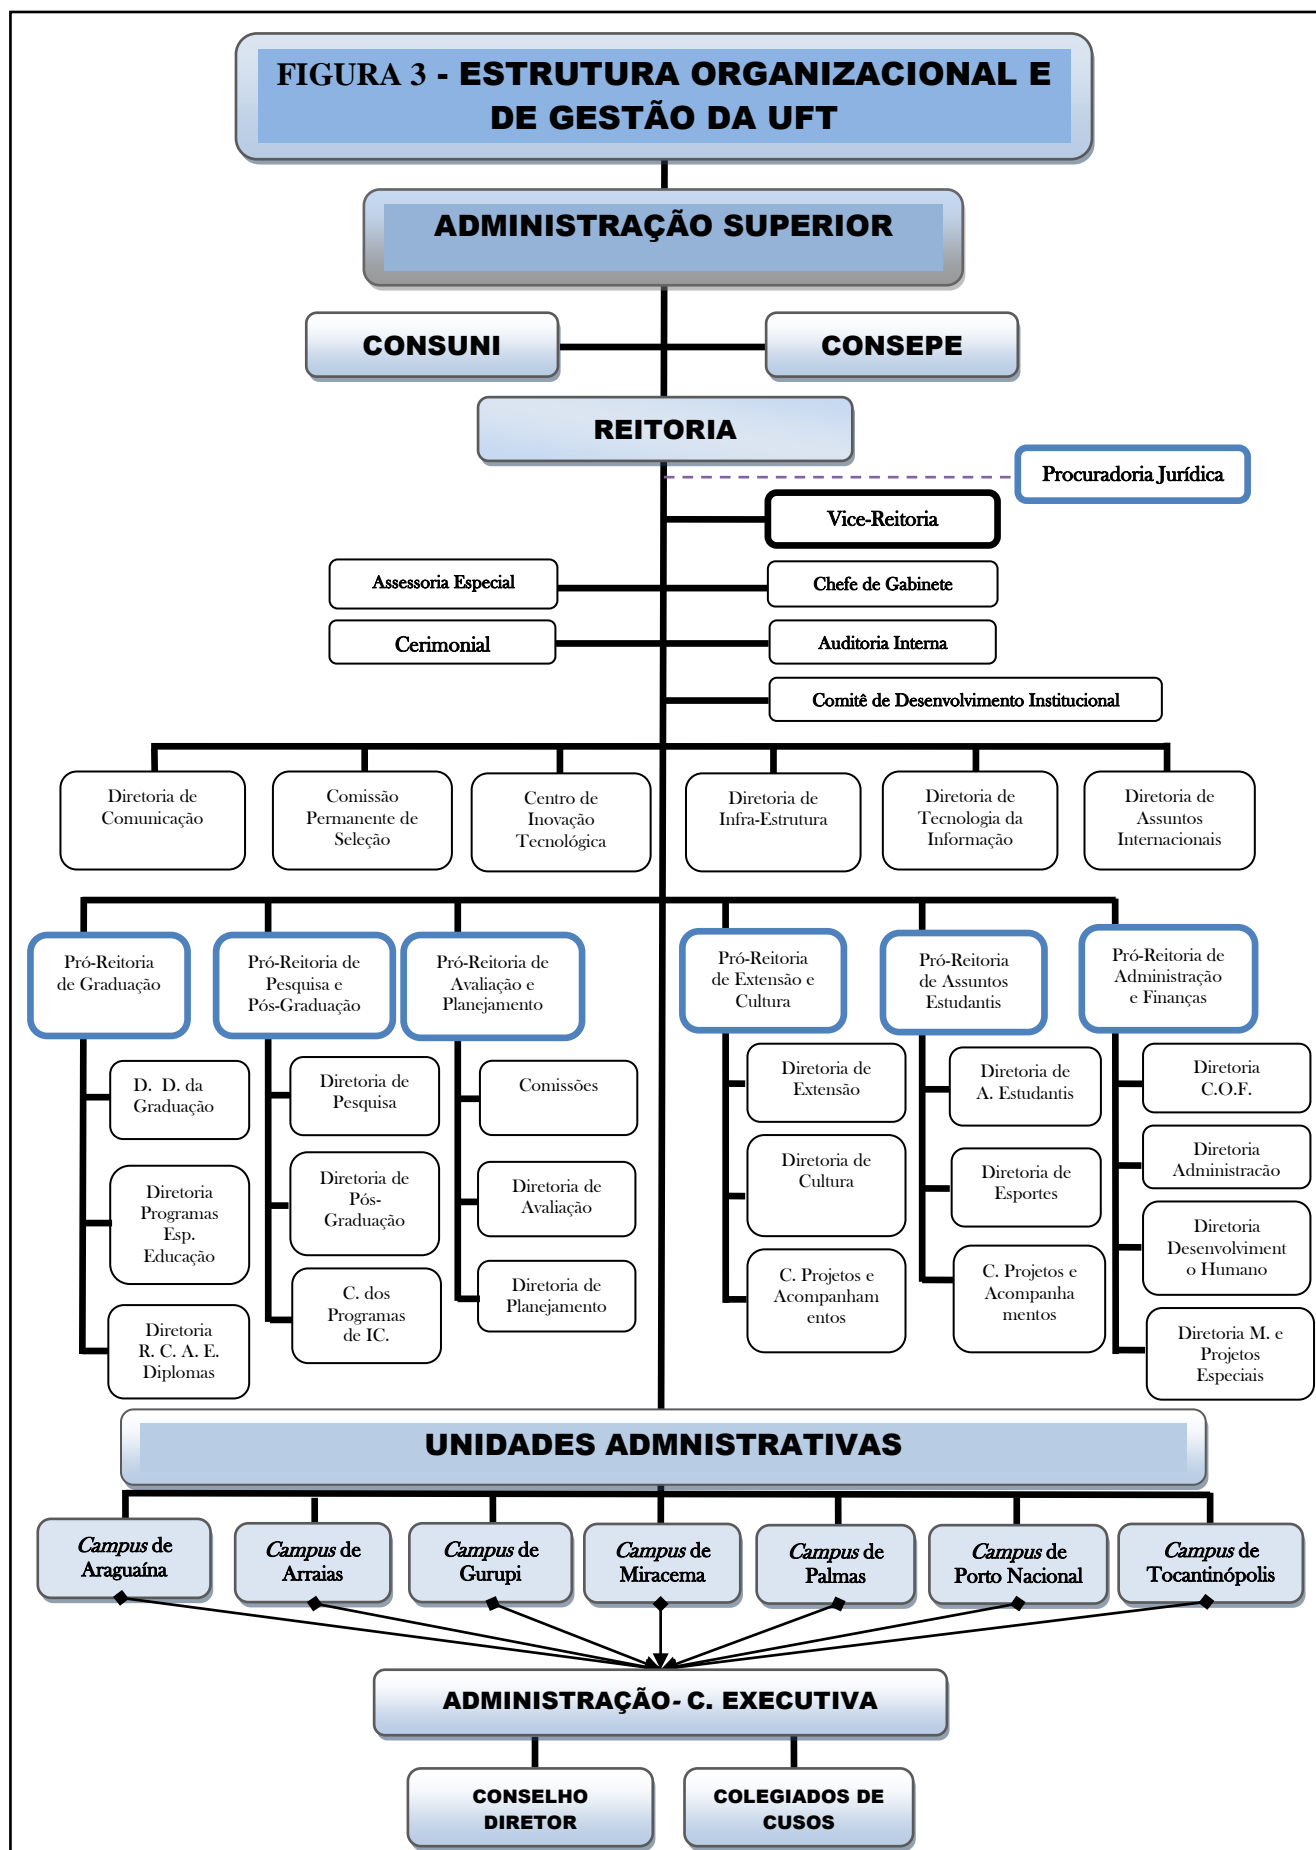 FIGURA 3 - ESTRUTURA ORGANIZACIONAL E
DE GESTÃO DA UFT
ADMINISTRAÇÃO SUPERIOR
CONSUNI
CONSEPE
REITORIA
Procuradoria Jurídica
Vice-Reitoria
Assessoria Especial
Chefe de Gabinete
Cerimonial
Auditoria Interna
Comitê de Desenvolvimento Institucional
Diretoria de
Comunicação
Comissão
Permanente de
Seleção
Centro de
Inovação
Tecnológica
Diretoria de
Infra-Estrutura
Diretoria de
Tecnologia da
Informação
Diretoria de
Assuntos
Internacionais
Pró-Reitoria
de Graduação
Pró-Reitoria de
Pesquisa e
Pós-Graduação
Pró-Reitoria de
Avaliação e
Planejamento
Pró-Reitoria
de Extensão e
Cultura
Pró-Reitoria
de Assuntos
Estudantis
Pró-Reitoria de
Administração
e Finanças
D. D. da
Graduação
Diretoria
Programas
Esp.
Educação
Diretoria
R. C. A. E.
Diplomas
Diretoria de
Pesquisa
Diretoria de
Pós-
Graduação
C. dos
Programas
de IC.
Comissões
Diretoria de
Avaliação
Diretoria de
Planejamento
Diretoria de
Extensão
Diretoria de
Cultura
C. Projetos e
Acompanham
entos
Diretoria de
A. Estudantis
Diretoria de
Esportes
C. Projetos e
Acompanha
mentos
Diretoria
C.O.F.
Diretoria
Administracão
Diretoria
Desenvolviment
o Humano
Diretoria M. e
Projetos
Especiais
UNIDADES ADMNISTRATIVAS
Campus de
Araguaína
Campus de
Arraias
Campus de
Gurupi
Campus de
Miracema
Campus de
Palmas
Campus de
Porto Nacional
Campus de
Tocantinópolis
ADMINISTRAÇÃO- C. EXECUTIVA
CONSELHO
DIRETOR
COLEGIADOS DE
CUSOS